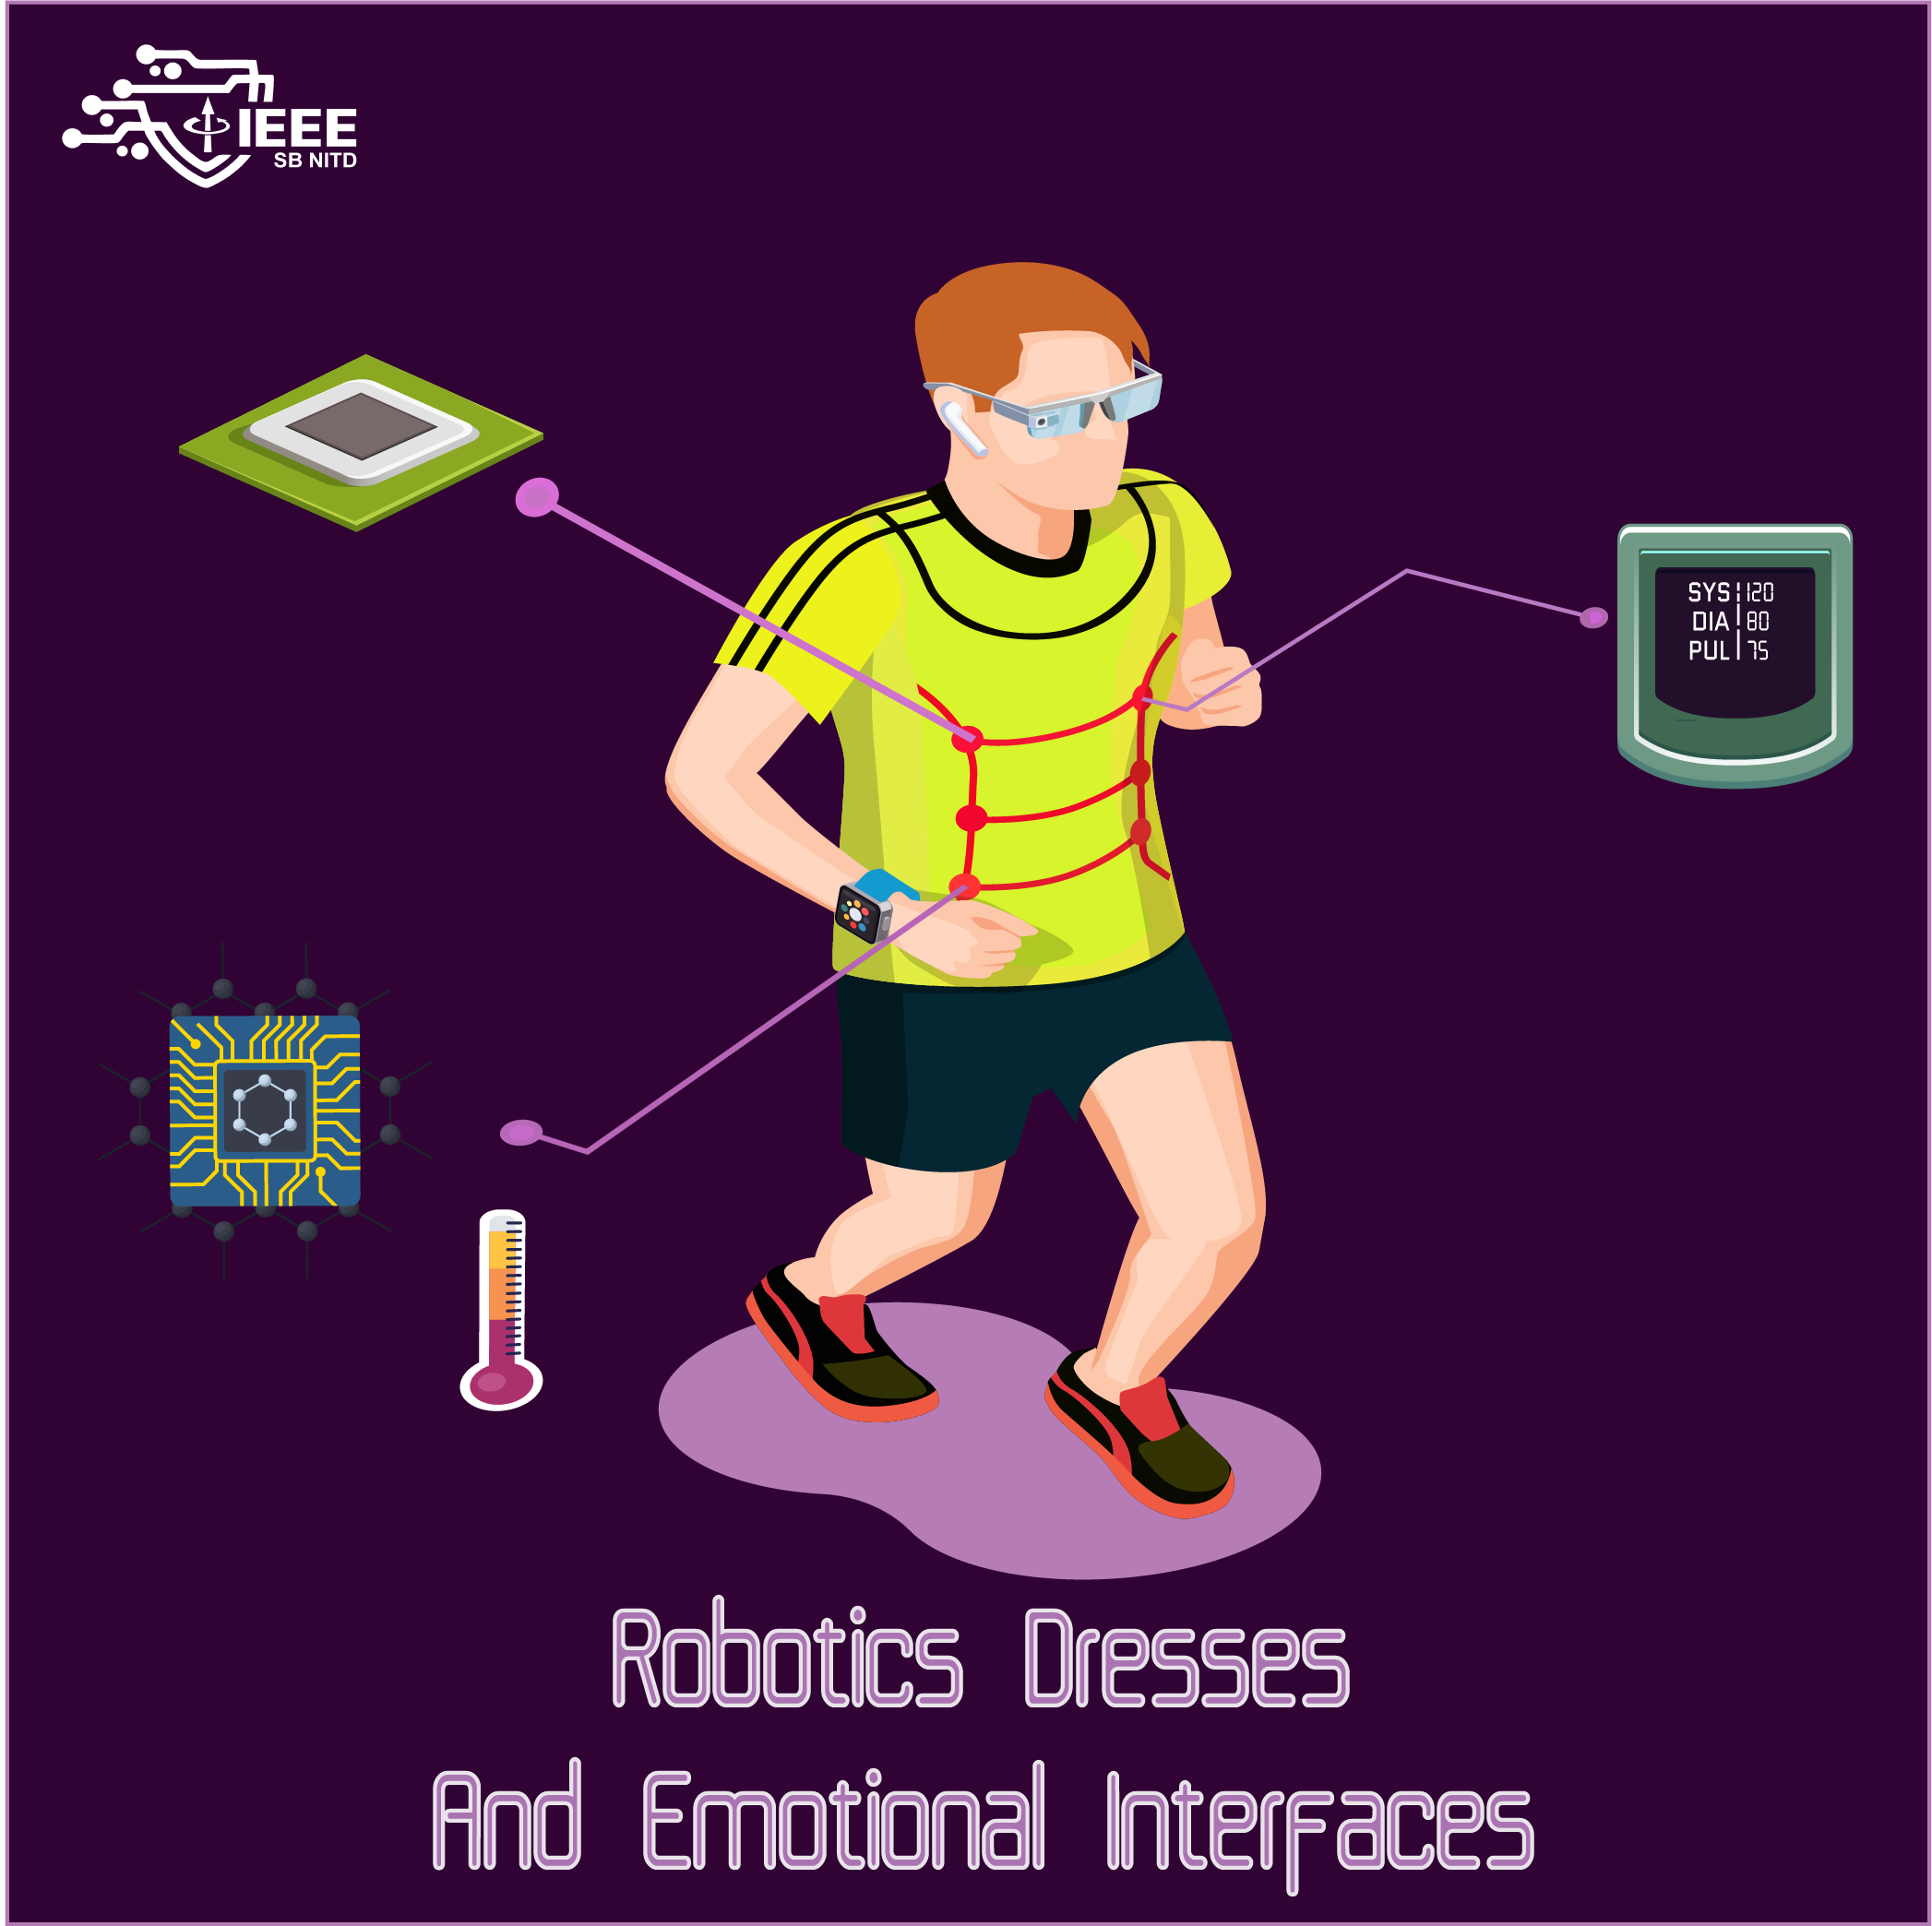 IEEE
SB NITD
SYS 120
DIA 80
PUL 75
Robotics Dresses
And Emotional Interfaces